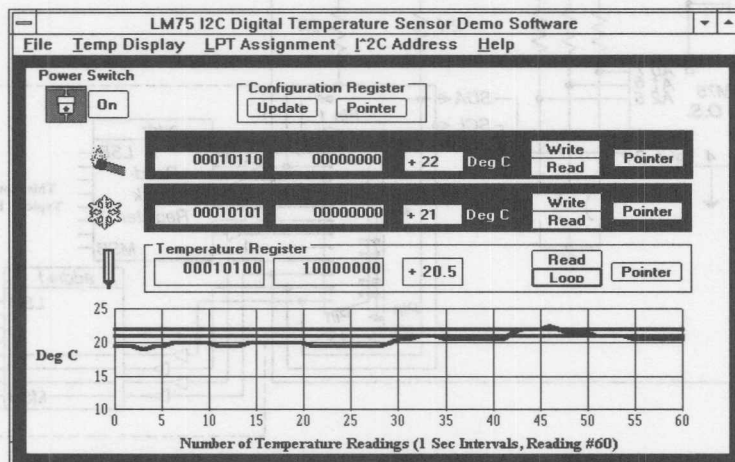 LM75 I2C Digital Temperature Sensor Demo Software
File Temp Display LPT Assignment I^2C Address Help
Power Switch
On
Configuration Register
Update Pointer
00010110 00000000 + 22 Deg C Write Read Pointer
00010101 00000000 + 21 Deg C Write Read Pointer
Temperature Register
00010100 10000000 + 20.5 Read Loop Pointer
25
20
Deg C
15
10
0 5 10 15 20 25 30 35 40 45 50 55 60
Number of Temperature Readings (1 Sec Intervals, Reading #60)